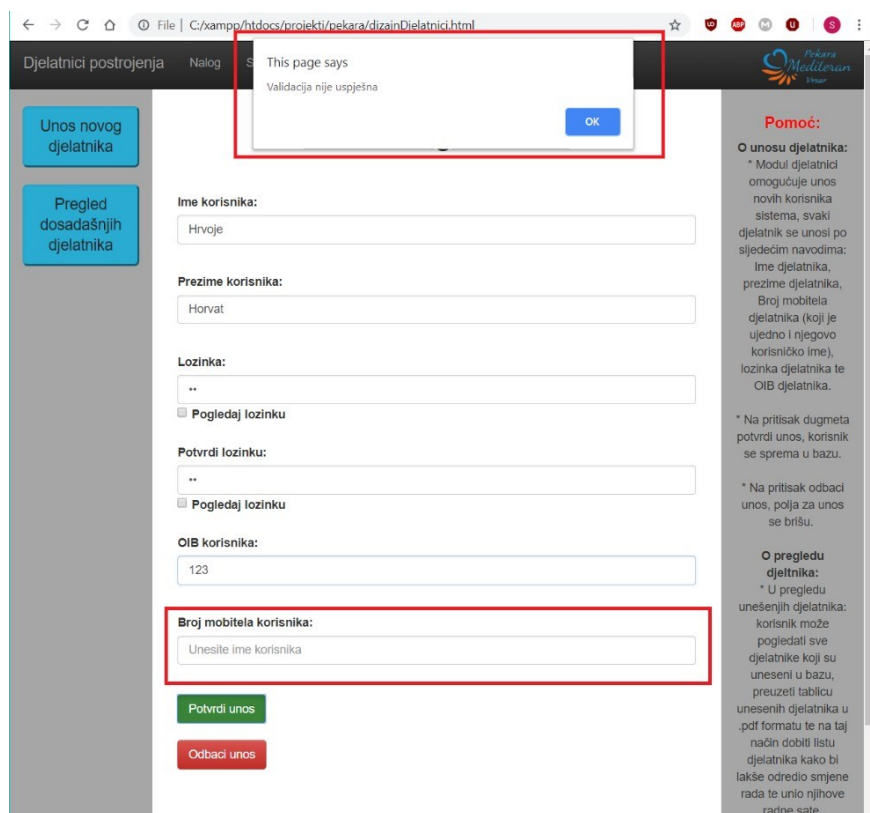 File | C:/xampp/htdocs/projekti/pekara/dizajnDjelatnici.html
Djelatnici postrojenja
Nalog
S
This page says
Validacija nije uspješna
OK
Pekara
Mediteran
Vrsar
Unos novog
djelatnika
Pregled
dosadašnjih
djelatnika
Ime korisnika:
Hrvoje
Prezime korisnika:
Horvat
Lozinka:
••
Pogledaj lozinku
Potvrdi lozinku:
••
Pogledaj lozinku
OIB korisnika:
123
Broj mobitela korisnika:
Unesite ime korisnika
Potvrdi unos
Odbaci unos
Pomoć:
O unosu djelatnika:
* Modul djelatnici
omogućuje unos
novih korisnika
sistema, svaki
djelatnik se unosi po
sljedećim navodima:
Ime djelatnika,
prezime djelatnika,
Broj mobitela
djelatnika (koji je
ujedno i njegovo
korisničko ime),
lozinka djelatnika te
OIB djelatnika.
* Na pritisak dugmeta
potvrdi unos, korisnik
se sprema u bazu.
* Na pritisak odbaci
unos, polja za unos
se brišu.
O pregledu
djeltnika:
* U pregledu
unešenjih djelatnika:
korisnik može
pogledati sve
djelatnike koji su
uneseni u bazu,
preuzeti tablicu
unesenih djelatnika u
.pdf formatu te na taj
način dobiti listu
djelatnika kako bi
lakše odredio smjene
rada te unio njihove
radne sate